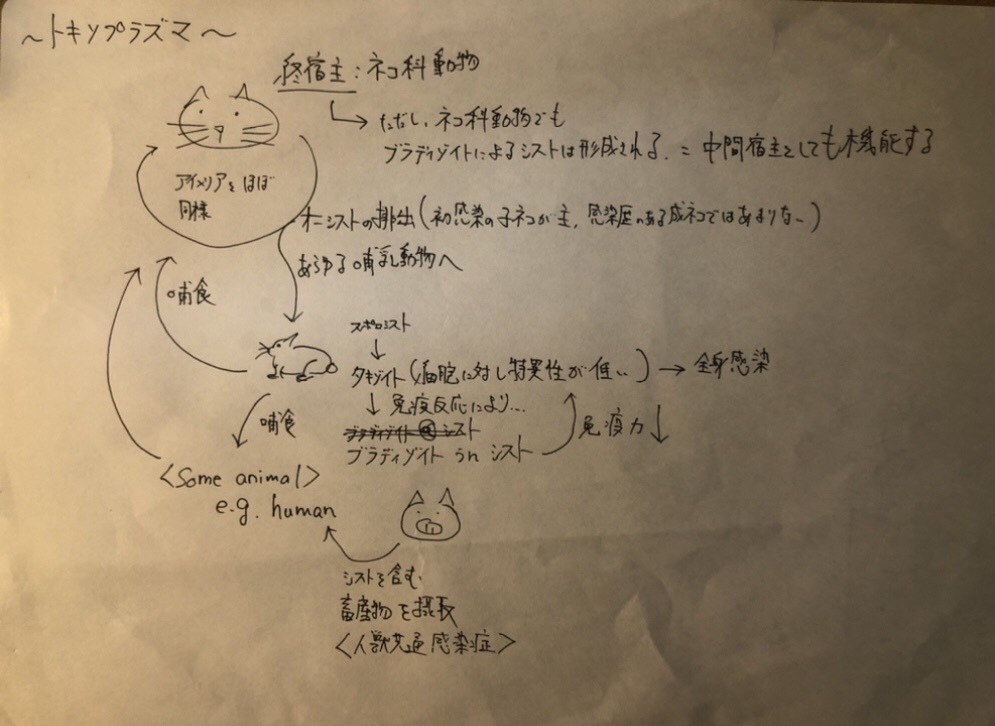 ~トキソプラズマ~
終宿主:ネコ科動物
ただし、ネコ科動物でも
ブラディゾイトによるシストは形成される. = 中間宿主としても機能する
アイメリアとほぼ
同様
オーシストの排出(初感染の子ネコが主, 感染歴のある成ネコではあまりない)
あらゆる哺乳動物へ
哺食
スポロシスト
タキゾイト(細胞に対し特異性が低い) → 全身感染
↓ 免疫反応により...
哺食
免疫力↓
ブラディゾイト シスト
ブラディゾイト in シスト
<Some animal>
e.g. human
シストを含む
畜産物を摂取
<人獣共通感染症>